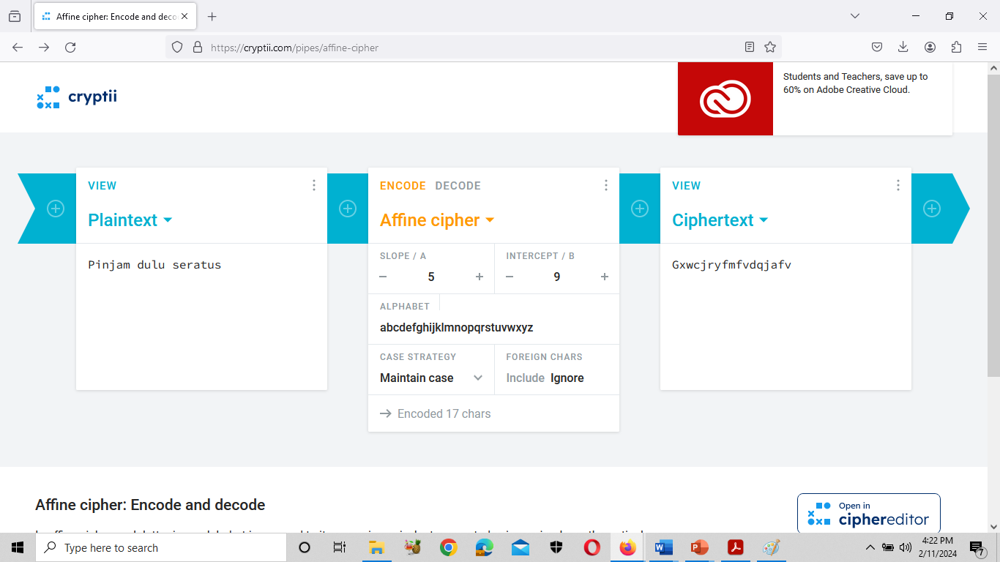 Affine cipher: Encode and deco
https://cryptii.com/pipes/affine-cipher
cryptii
Students and Teachers, save up to
60% on Adobe Creative Cloud.
VIEW
Plaintext
Pinjam dulu seratus
ENCODE DECODE
Affine cipher
SLOPE / A
5
INTERCEPT / B
9
ALPHABET
abcdefghijklmnopqrstuvwxyz
CASE STRATEGY
Maintain case
FOREIGN CHARS
Include Ignore
Encoded 17 chars
VIEW
Ciphertext
Gxwcjryfmfvdqjafv
Affine cipher: Encode and decode
Open in
ciphereditor
Type here to search
4:22 PM
2/11/2024
7